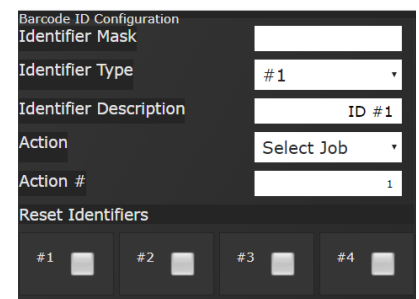 Barcode ID Configuration
Identifier Mask
Identifier Type #1
Identifier Description ID #1
Action Select Job
Action # 1
Reset Identifiers
#1 #2 #3 #4